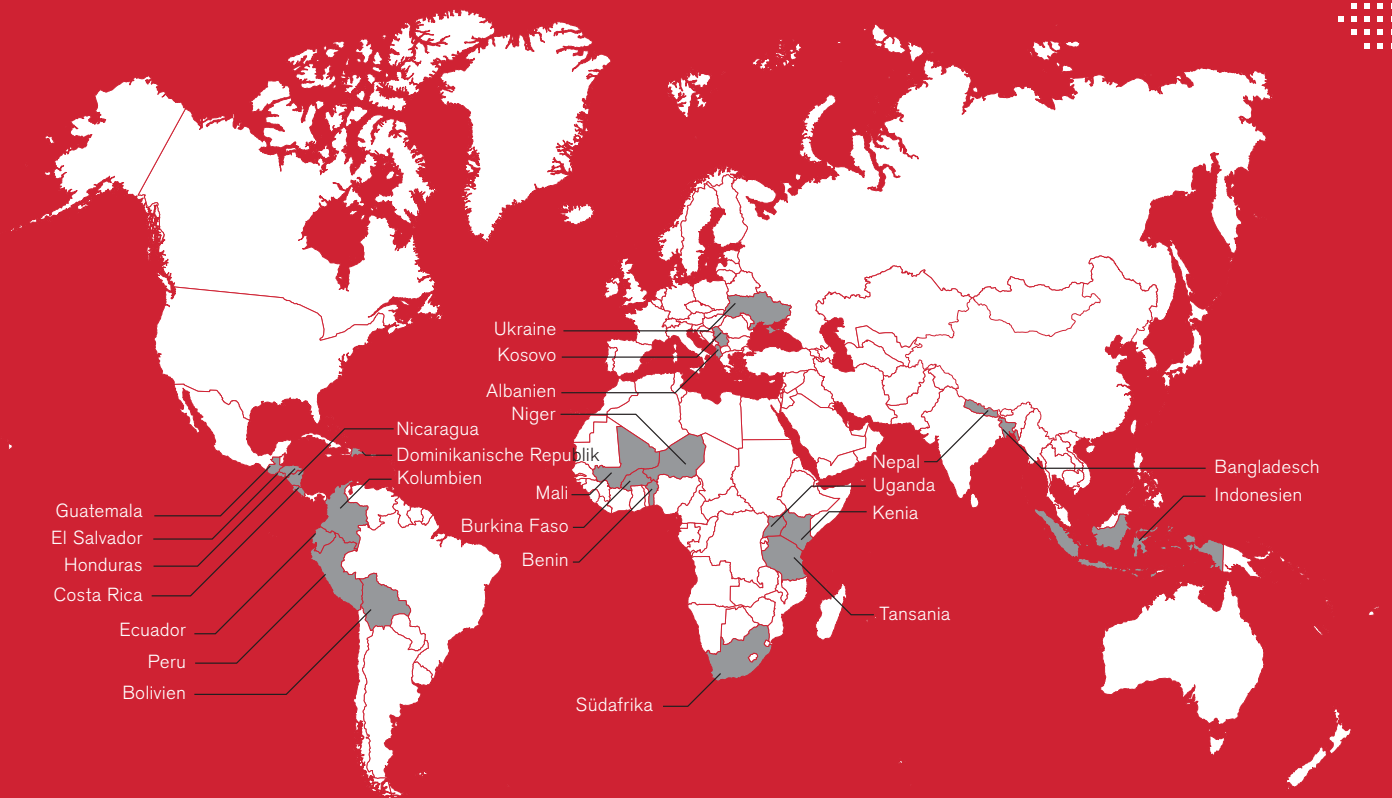 Ukraine
Kosovo
Albanien
Niger
Nicaragua
Dominikanische Republik
Kolumbien
Mali
Burkina Faso
Benin
Guatemala
El Salvador
Honduras
Costa Rica
Ecuador
Peru
Bolivien
Nepal
Uganda
Kenia
Tansania
Südafrika
Bangladesch
Indonesien